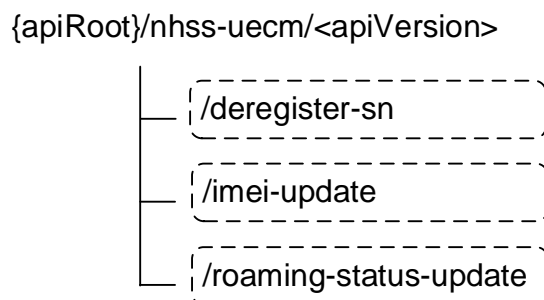 {apiRoot}/nhss-uecm/<apiVersion>
/deregister-sn
/imei-update
/roaming-status-update